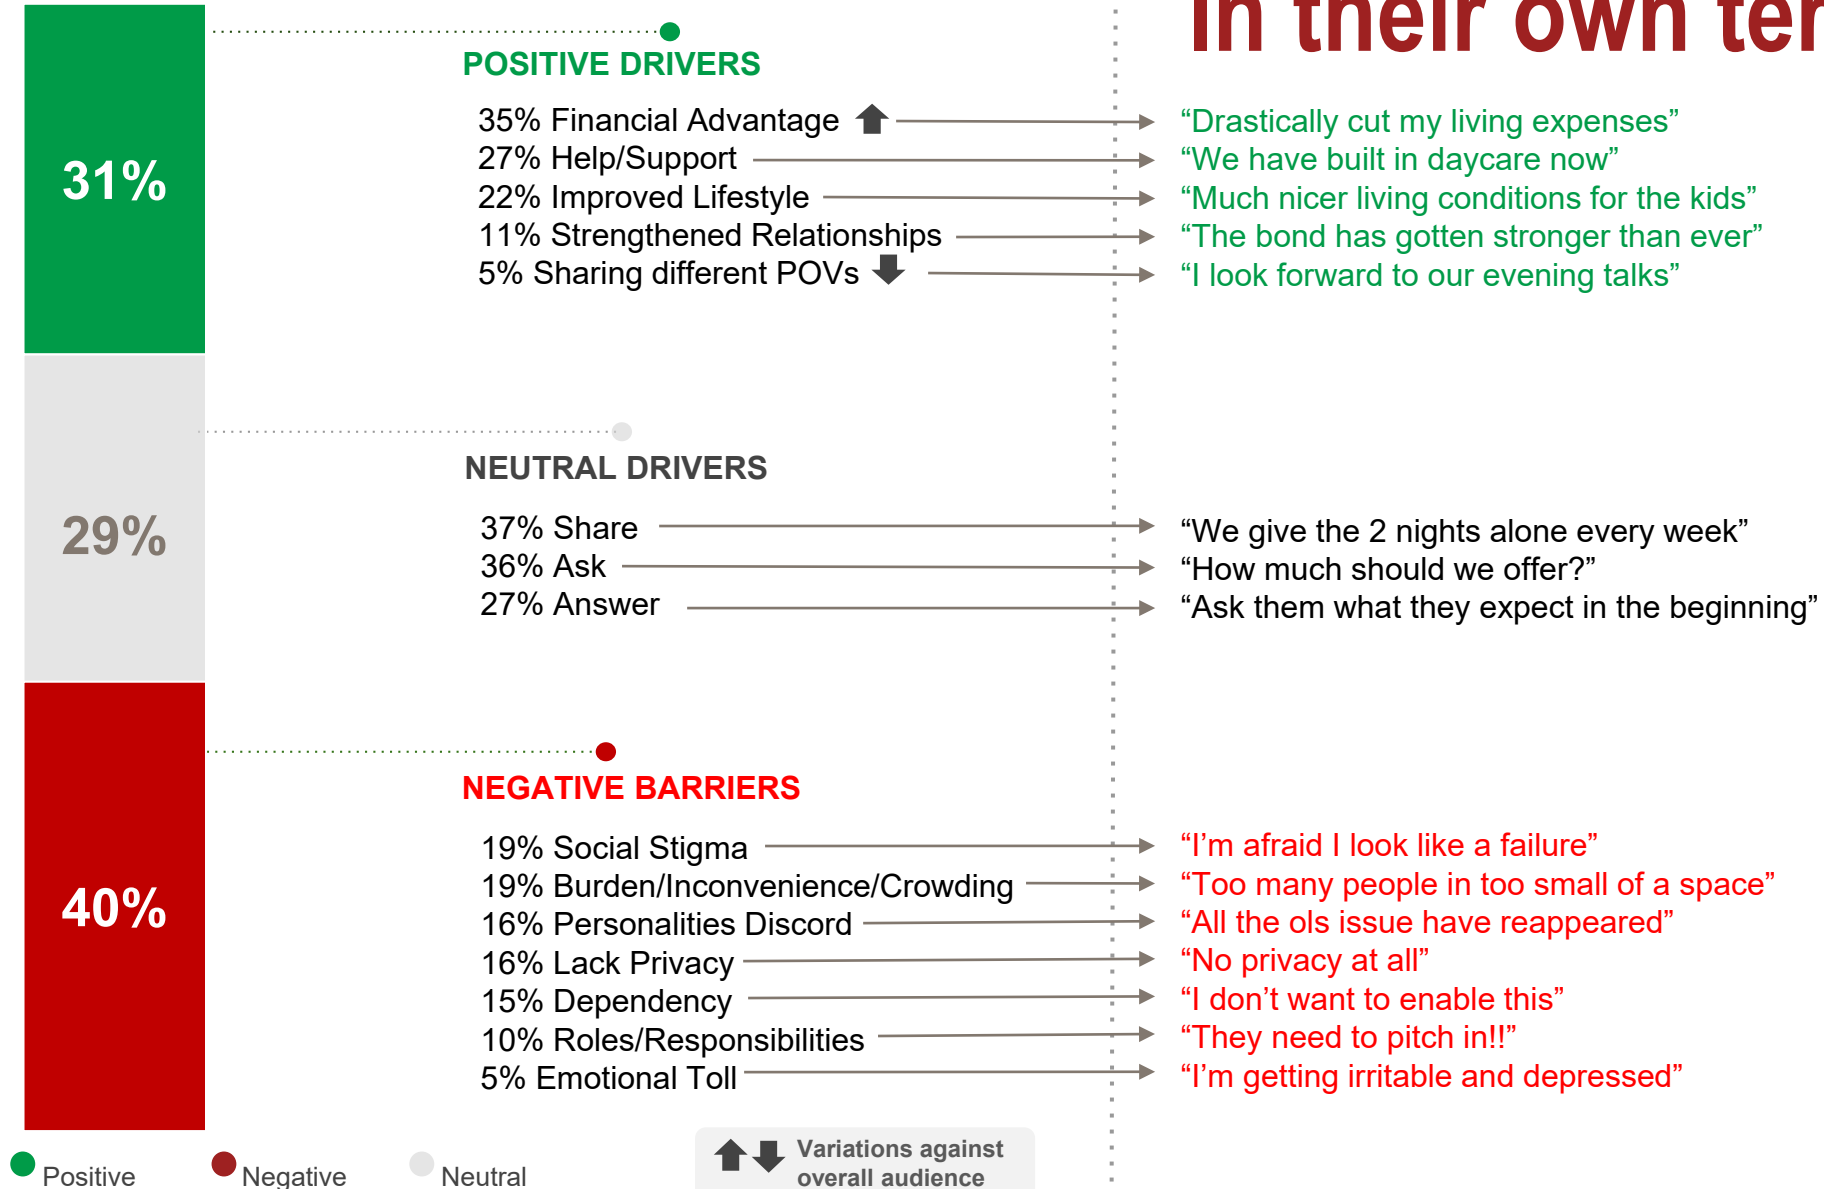 In their own
31%
POSITIVE DRIVERS
35% Financial Advantage
27% Help/Support
22% Improved Lifestyle
11% Strengthened Relationships
5% Sharing different POVs
“Drastically cut my living expenses”
“We have built in daycare now”
“Much nicer living conditions for the kids”
“The bond has gotten stronger than ever”
“I look forward to our evening talks”
29%
NEUTRAL DRIVERS
37% Share
36% Ask
27% Answer
“We give the 2 nights alone every week”
“How much should we offer?”
“Ask them what they expect in the beginning”
40%
NEGATIVE BARRIERS
19% Social Stigma
19% Burden/Inconvenience/Crowding
16% Personalities Discord
16% Lack Privacy
15% Dependency
10% Roles/Responsibilities
5% Emotional Toll
“I’m afraid I look like a failure”
“Too many people in too small of a space”
“All the ols issue have reappeared”
“No privacy at all”
“I don’t want to enable this”
“They need to pitch in!!”
“I’m getting irritable and depressed”
Positive
Negative
Neutral
Variations against
overall audience